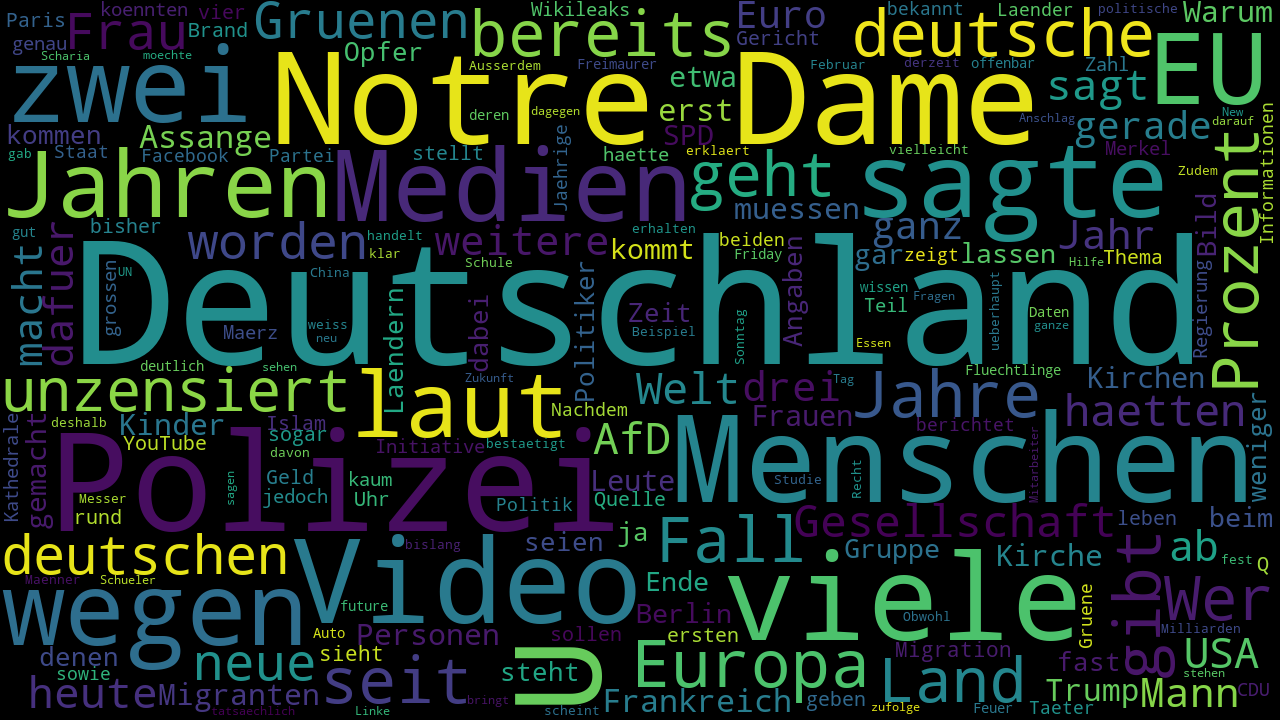 Paris
koennten
vier
Gruenen
Wikileaks
Euro
bekannt
Laender
politische
Warum
genau
Frau
Brand
bereits
Gericht
deutsche
EU
Scharia
moechte
Opfer
Ausserdem
Freimaurer
etwa
Februar
derzeit
offenbar
Zahl
sagt
zwei
Notre
Dame
erst
New
kommen
Assange
deren
dagegen
SPD
Anschlag
gerade
darauf
gab
Staat
Facebook
Partei
stellt
Jaehrige
haette
erklaert
vielleicht
Merkel
Prozent
Informationen
Jahren
Medien
geht
sagte
Zudem
gut
bisher
muessen
ganz
Jahr
Bild
macht
dafuer
worden
handelt
weitere
erhalten
kommt
beiden
Friday
Angaben
gar
zeigt
lassen
Hilfe
Thema
klar
Schule
grossen
UN
China
Deutschland
Politiker
Zeit
wissen
Fragen
Teil
ueberhaupt
Daten
ganze
Regierung
Maerz
weiss
neu
Laendern
dabei
Beispiel
Sonntag
Essen
deutlich
sehen
Zukunft
Fluechtlinge
Kirchen
unzensiert
laut
Welt
drei
Tag
Jahre
haetten
weniger
Kathedrale
deshalb
gemacht
Kinder
Islam
Nachdem
Frauen
berichtet
YouTube
sogar
davon
Initiative
bestaetigt
AfD
Menschen
Polizei
Messer
rund
sagen
Geld
jedoch
kaum
Uhr
Politik
Leute
Quelle
Studie
Recht
Mitarbeiter
Gesellschaft
leben
beim
deutschen
bislang
seien
ja
Fall
Gruppe
Kirche
gibt
ab
fest
Q
Maenner
Schueler
wegen
Video
future
Ende
viele
Wer
Berlin
Obwohl
Gruene
Auto
Personen
sollen
ersten
Migration
Milliarden
denen
sowie
neue
sieht
steht
U
Europa
Land
fast
stehen
USA
heute
Migranten
seit
bringt
Frankreich
geben
Trump
Mann
CDU
tatsaechlich
Linke
scheint
zufolge
Feuer
Taeter